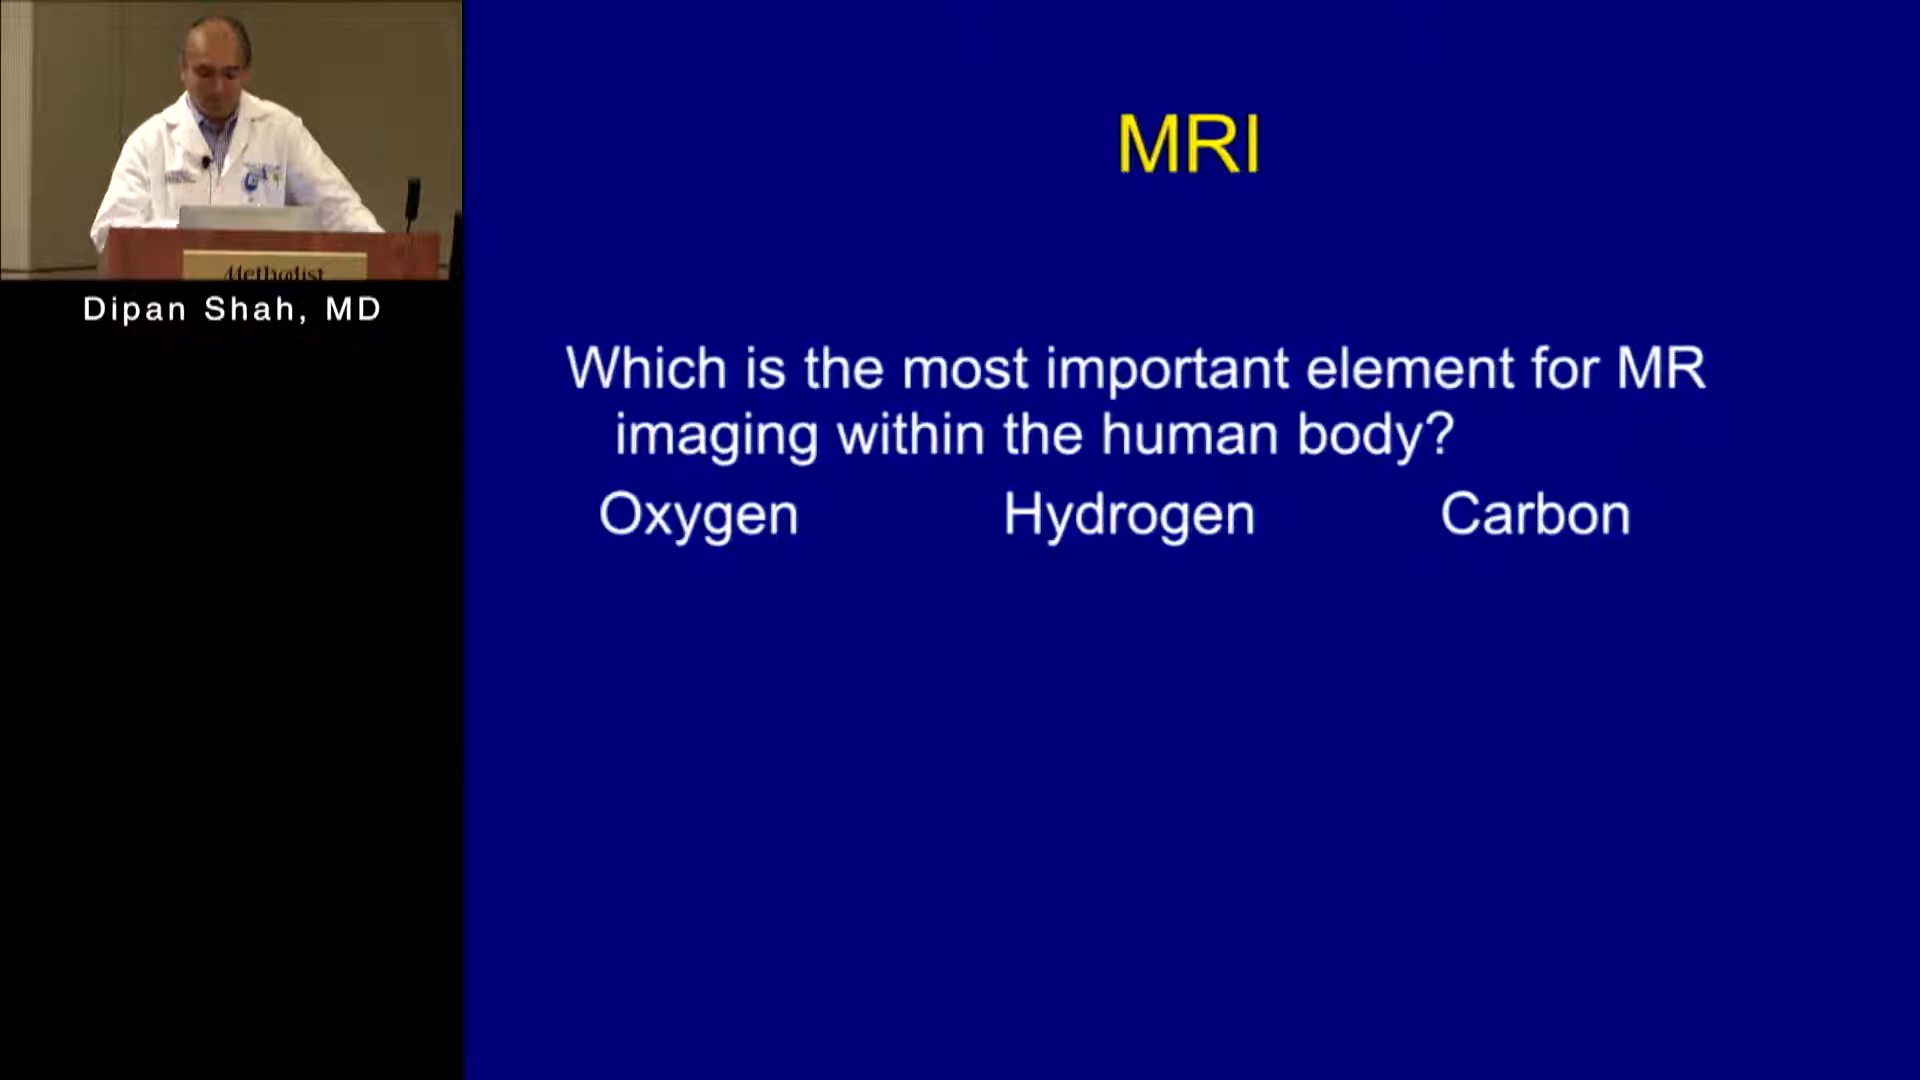 Methodist
Dipan Shah, MD
MRI
Which is the most important element for MR
imaging within the human body?
Oxygen Hydrogen Carbon